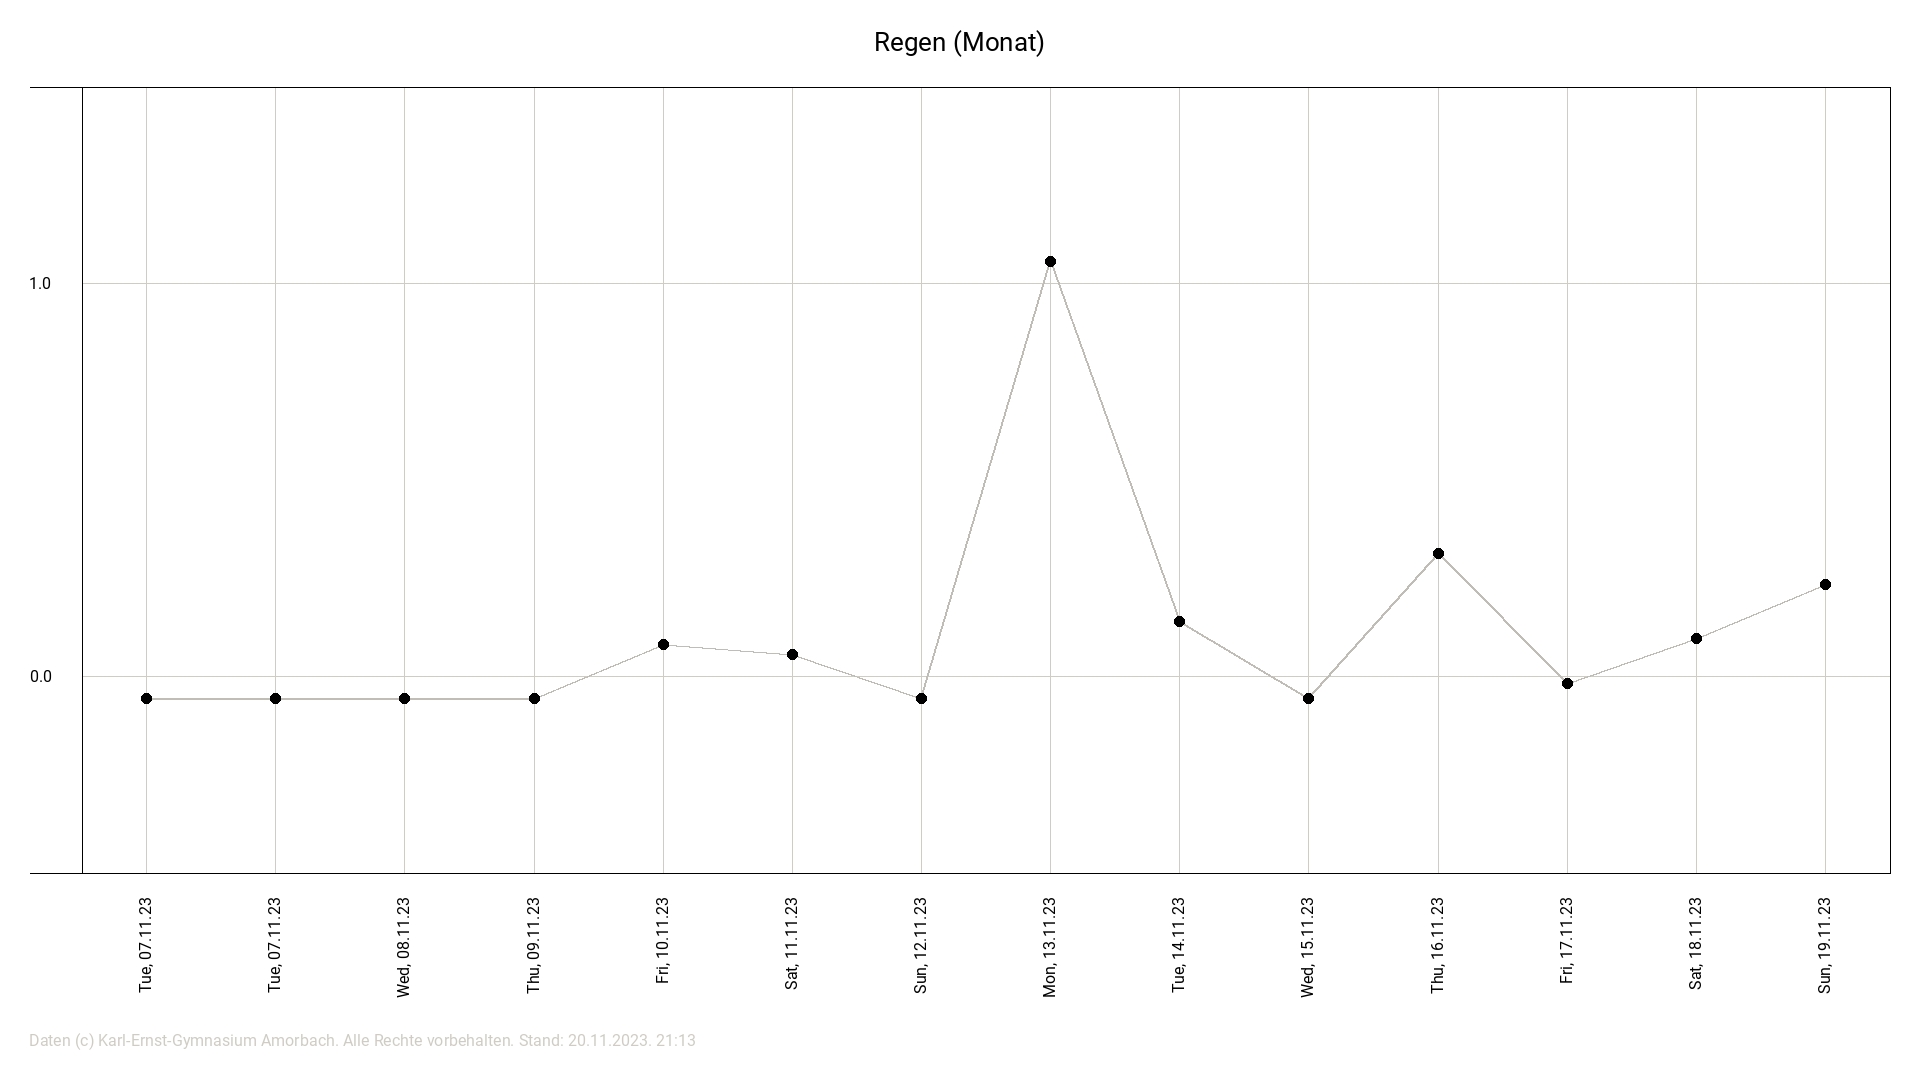 Regen (Monat)
1.0
0.0
Tue, 07.11.23
Tue, 07.11.23
Wed, 08.11.23
Thu, 09.11.23
Fri, 10.11.23
Sat, 11.11.23
Sun, 12.11.23
Mon, 13.11.23
Tue, 14.11.23
Wed, 15.11.23
Thu, 16.11.23
Fri, 17.11.23
Sat, 18.11.23
Sun, 19.11.23
Daten (c) Karl-Ernst-Gymnasium Amorbach. Alle Rechte vorbehalten. Stand: 20.11.2023. 21:13